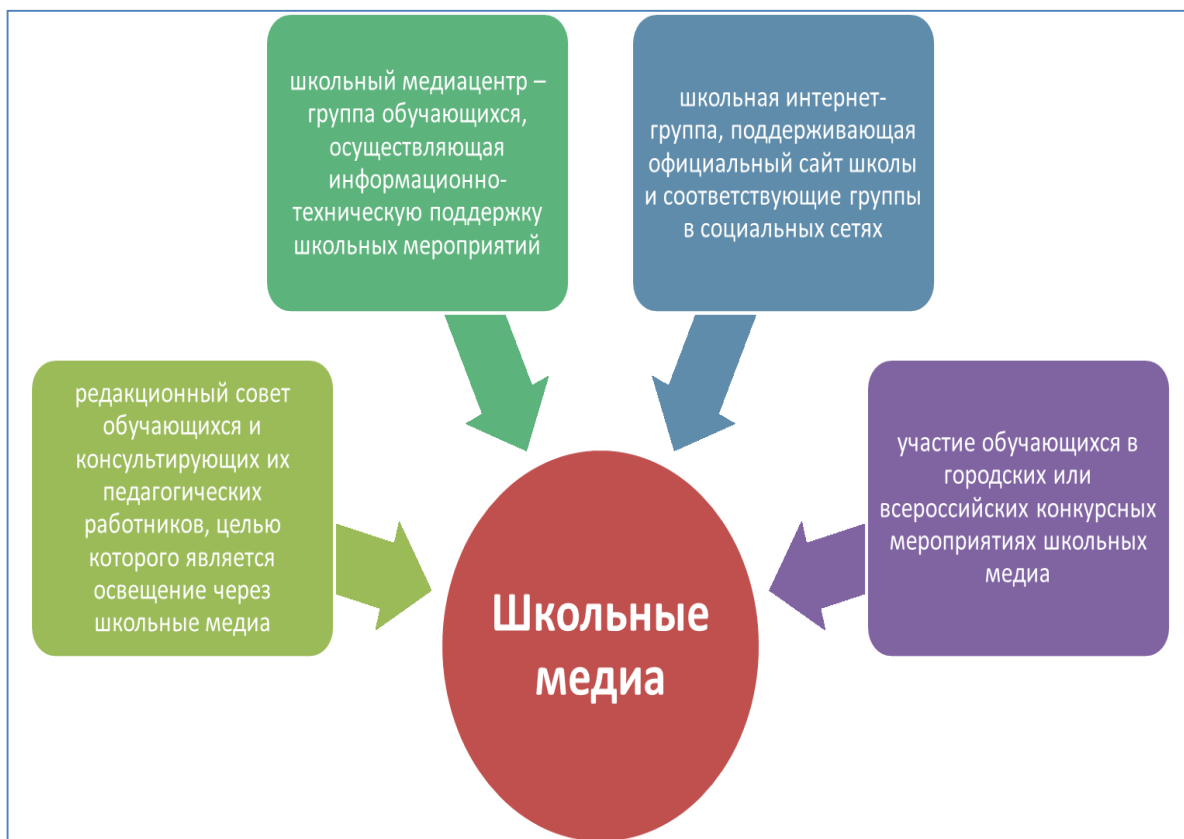 школьный медиацентр –
группа обучающихся,
осуществляющая
информационно-
техническую поддержку
школьных мероприятий
школьная интернет-
группа, поддерживающая
официальный сайт школы
и соответствующие группы
в социальных сетях
редакционный совет
обучающихся и
консультирующих их
педагогических
работников, целью
которого является
освещение через
школьные медиа
участие обучающихся в
городских или
всероссийских конкурсных
мероприятиях школьных
медиа
Школьные
медиа